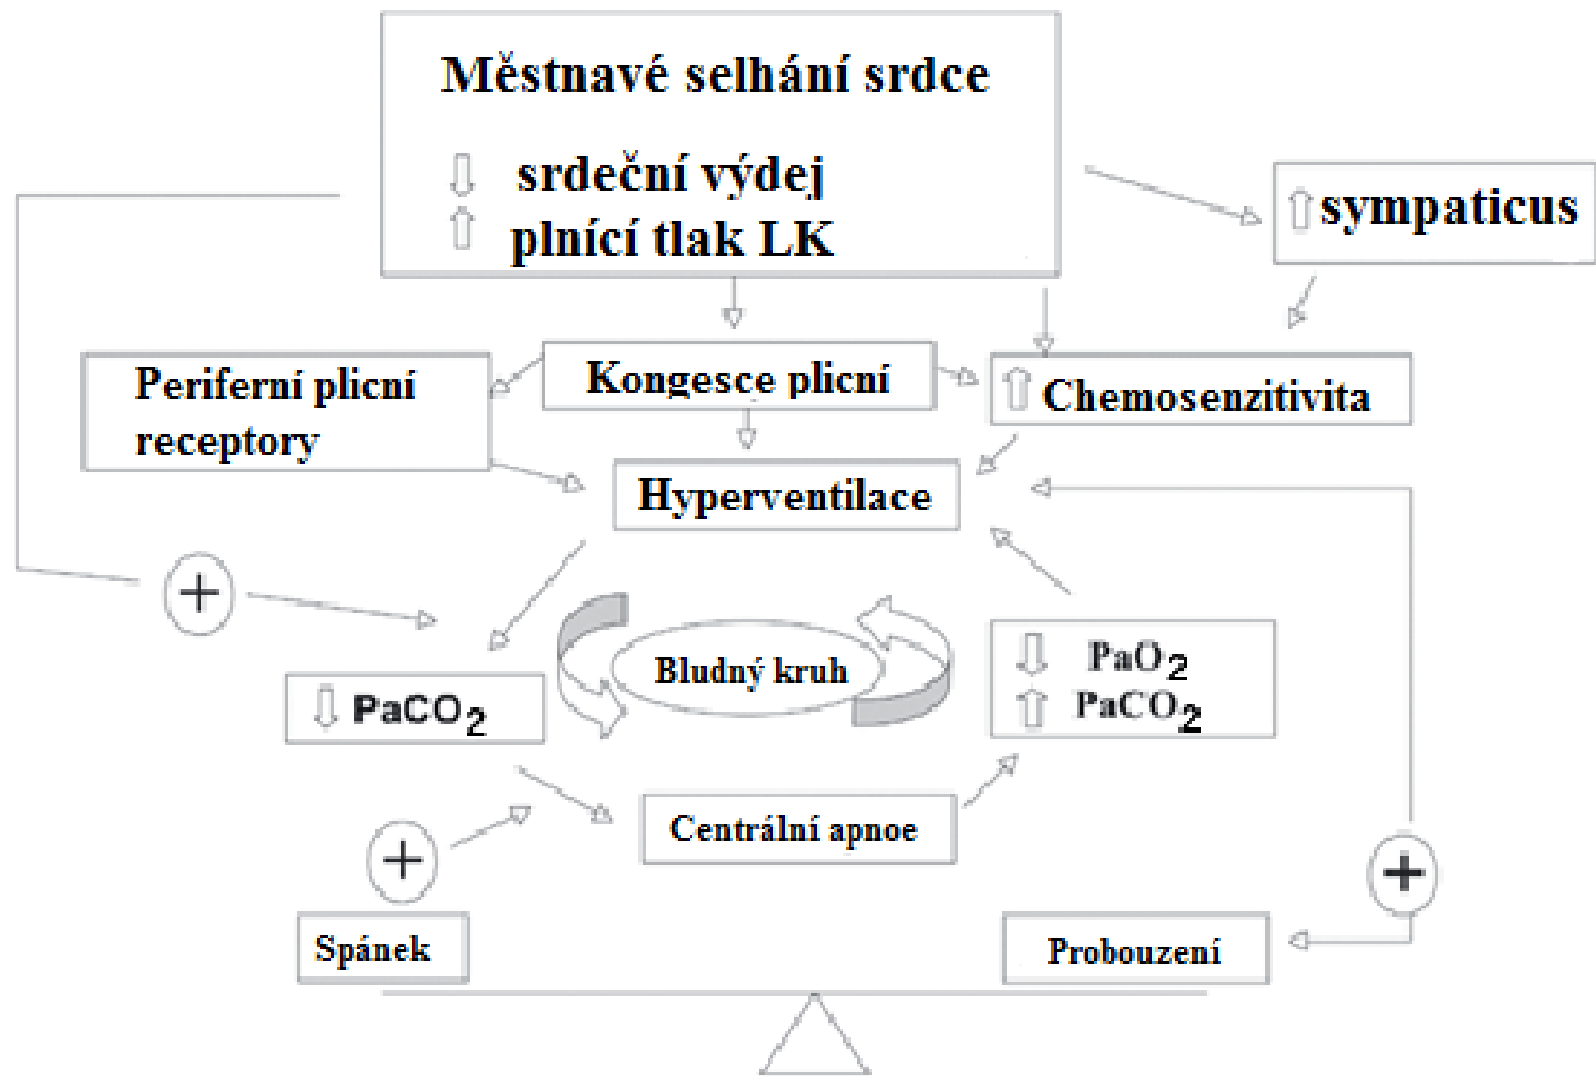 Městnavé selhání srdce
srdeční výdej
plnící tlak LK
sympaticus
Periferní plicní
receptory
Kongesce plicní
Chemosenzitivita
Hyperventilace
+
Bludný kruh
PaCO2
PaO2
PaCO2
Centrální apnoe
+
+
Spánek
Probouzení